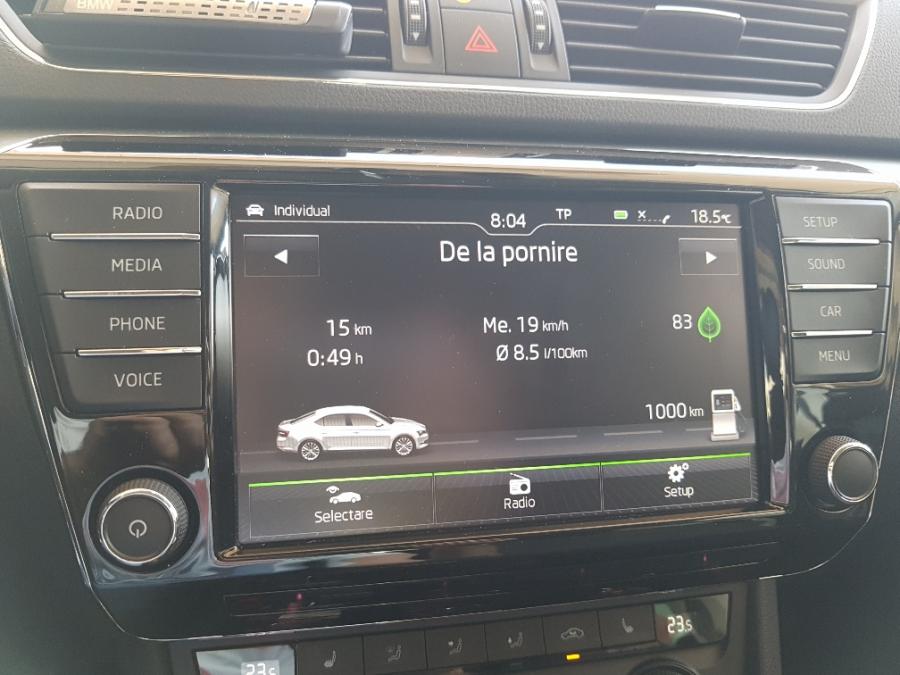 BMW
RADIO
MEDIA
PHONE
VOICE
Individual
8:04
TP
18.5°C
De la pornire
15 km
0:49 h
Me. 19 km/h
Ø 8.5 l/100km
83
1000 km
Selectare
Radio
Setup
SETUP
SOUND
CAR
MENU
23.5
23.5